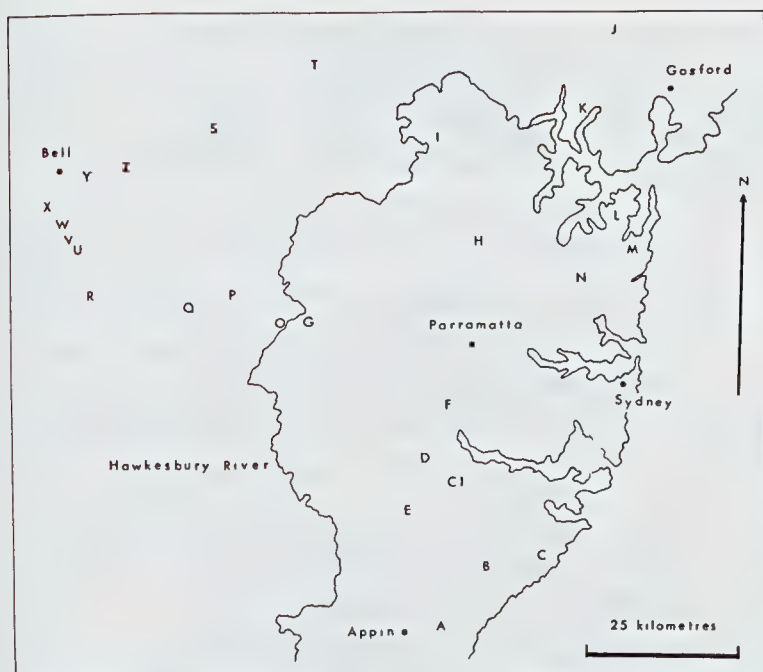 J
T
Gosford
K
S
I
Bell
Y
Z
N
X
L
W
V
U
H
M
N
R
P
Q
O
G
Parramatta
Sydney
F
D
Hawkesbury River
C1
E
B
C
A
Appin
25 kilometres